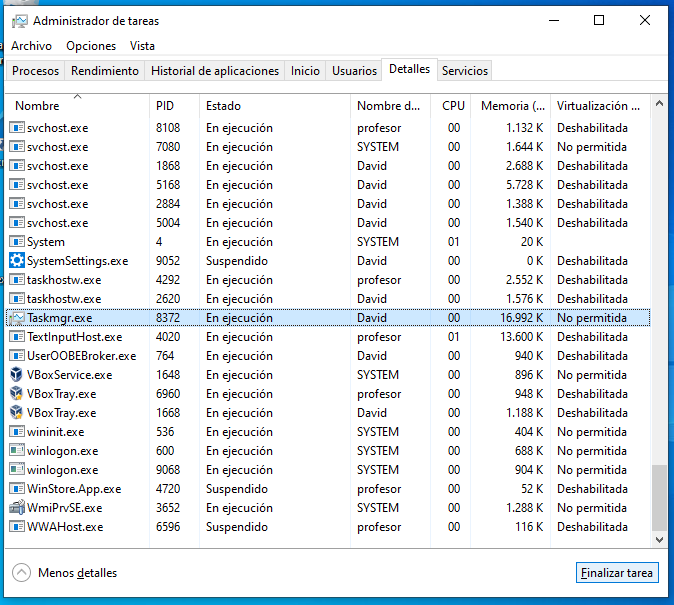 Administrador de tareas
Archivo Opciones Vista
Procesos Rendimiento Historial de aplicaciones Inicio Usuarios Detalles Servicios
Nombre PID Estado Nombre d... CPU Memoria (... Virtualización ...
svchost.exe 8108 En ejecución profesor 00 1.132 K Deshabilitada
svchost.exe 7080 En ejecución SYSTEM 00 1.644 K No permitida
svchost.exe 1868 En ejecución David 00 2.688 K Deshabilitada
svchost.exe 5168 En ejecución David 00 5.728 K Deshabilitada
svchost.exe 2884 En ejecución David 00 1.388 K Deshabilitada
svchost.exe 5004 En ejecución David 00 1.540 K Deshabilitada
System 4 En ejecución SYSTEM 01 20 K
SystemSettings.exe 9052 Suspendido David 00 0 K Deshabilitada
taskhostw.exe 4292 En ejecución profesor 00 2.552 K Deshabilitada
taskhostw.exe 2620 En ejecución David 00 1.576 K Deshabilitada
Taskmgr.exe 8372 En ejecución David 00 16.992 K No permitida
TextInputHost.exe 4020 En ejecución profesor 01 13.600 K Deshabilitada
UserOOBEBroker.exe 764 En ejecución David 00 940 K Deshabilitada
VBoxService.exe 1648 En ejecución SYSTEM 00 896 K No permitida
VBoxTray.exe 6960 En ejecución profesor 00 948 K Deshabilitada
VBoxTray.exe 1668 En ejecución David 00 1.188 K Deshabilitada
wininit.exe 536 En ejecución SYSTEM 00 404 K No permitida
winlogon.exe 600 En ejecución SYSTEM 00 688 K No permitida
winlogon.exe 9068 En ejecución SYSTEM 00 904 K No permitida
WinStore.App.exe 4720 Suspendido profesor 00 52 K Deshabilitada
WmiPrvSE.exe 3652 En ejecución SYSTEM 00 1.288 K No permitida
WWAHost.exe 6596 Suspendido profesor 00 116 K Deshabilitada
Menos detalles Finalizar tarea